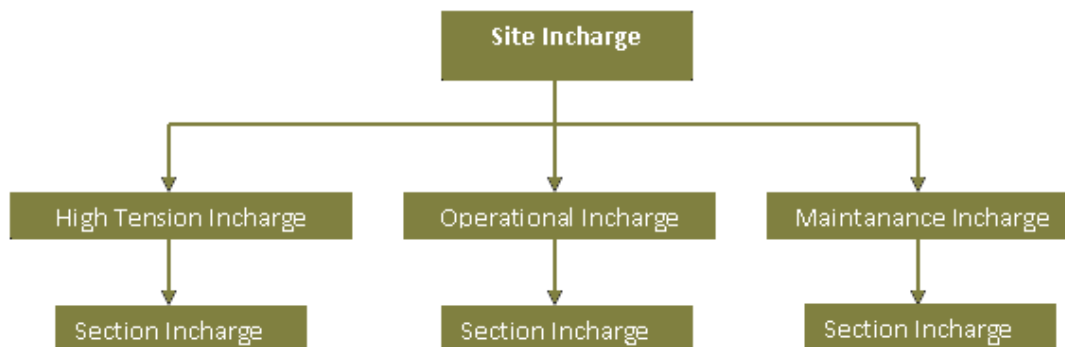 Site Incharge
High Tension Incharge
Operational Incharge
Maintanance Incharge
Section Incharge
Section Incharge
Section Incharge